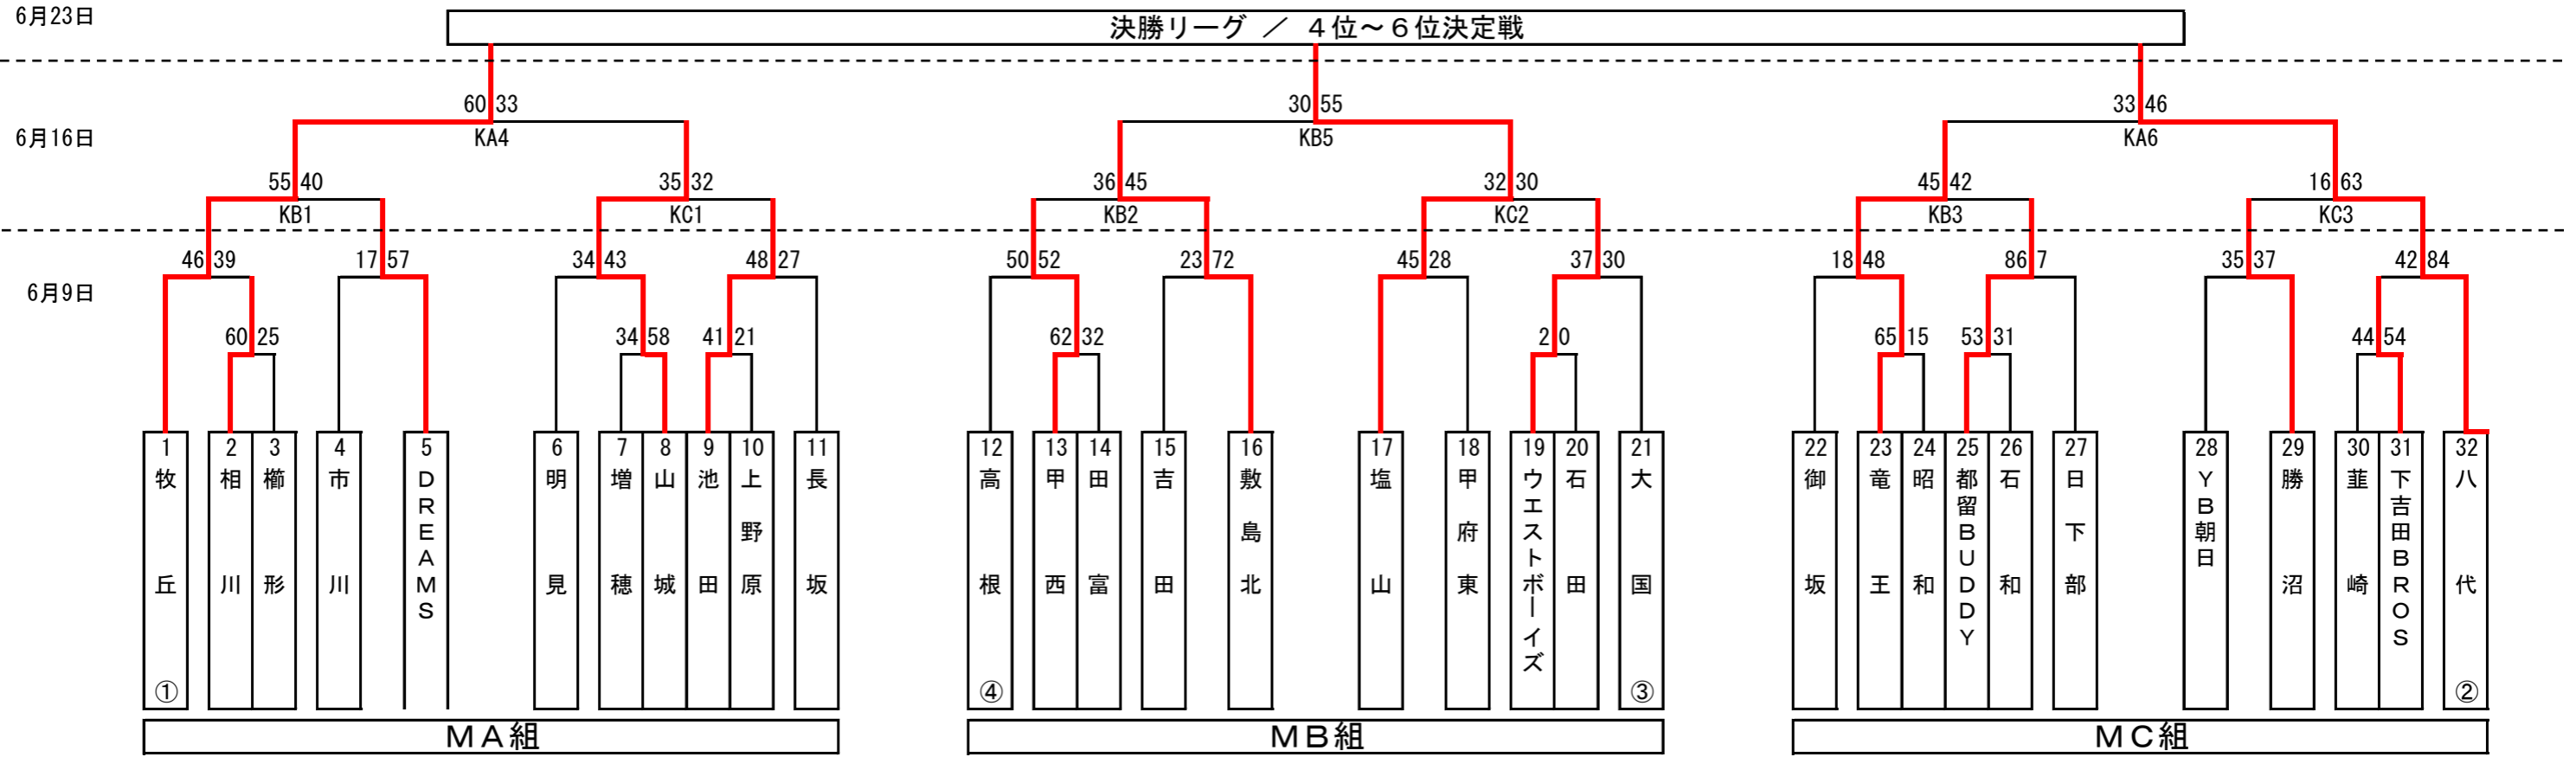 6月23日
決勝リーグ ／ 4位～6位決定戦
60 33
30 55
33 46
6月16日
KA4
KB5
KA6
55 40
35 32
36 45
32 30
45 42
16 63
KB1
KC1
KB2
KC2
KB3
KC3
46 39
17 57
34 43
48 27
50 52
23 72
45 28
37 30
18 48
86 7
35 37
42 84
6月9日
60 25
34 58
41 21
62 32
2 0
65 15
53 31
44 54
1 牧丘 ①
2 相川
3 櫛形
4 市川
5 DREAMS
6 明見
7 増穂
8 山城
9 池田
10 上野原
11 長坂
12 高根 ④
13 甲西
14 田富
15 吉田
16 敷島北
17 塩山
18 甲府東
19 ウエストボーイズ
20 石田
21 大国 ③
22 御坂
23 竜王
24 昭和
25 都留BUDDY
26 石和
27 日下部
28 YB朝日
29 勝沼
30 韮崎
31 下吉田BROS
32 八代 ②
MA組
MB組
MC組